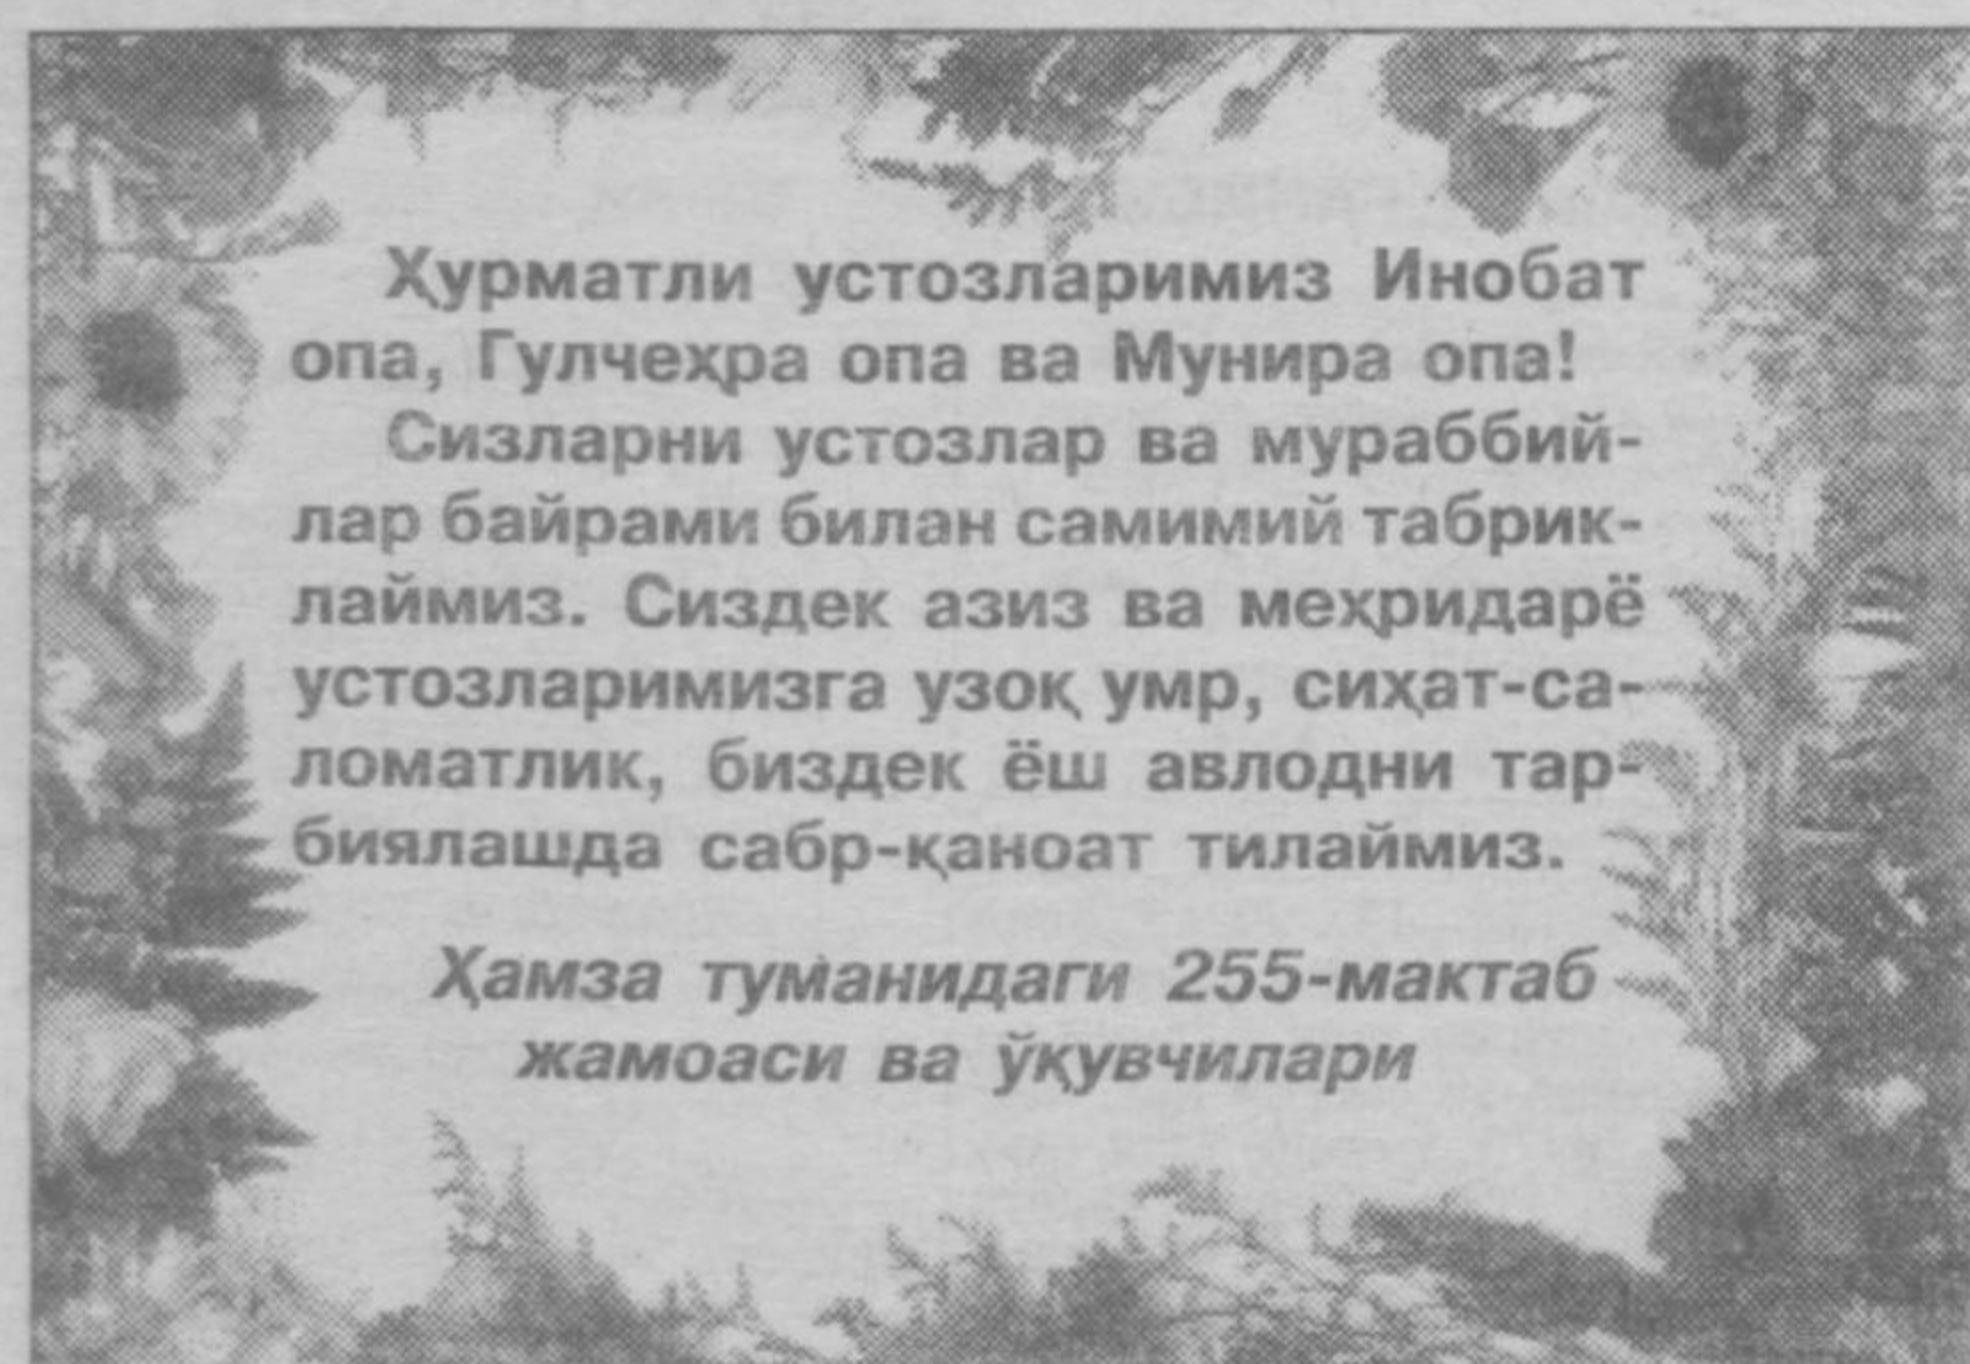 Ҳурматли устозларимиз Инобат
опа, Гулчеҳра опа ва Мунира опа!
Сизларни устозлар ва мураббий-
лар байрами билан самимий табрик-
лаймиз. Сиздек азиз ва меҳридарё
устозларимизга узоқ умр, сиҳат-са-
ломатлик, биздек ёш авлодни тар-
биялашда сабр-қаноат тилаймиз.
Ҳамза туманидаги 255-мактаб
жамоаси ва ўқувчилари